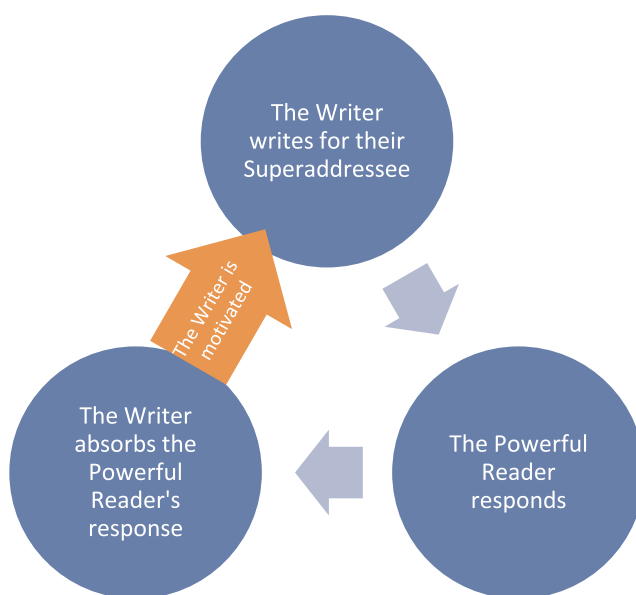 The Writer
writes for their
Superaddressee
The Powerful
Reader
responds
The Writer
absorbs the
Powerful
Reader's
response
The Writer is
motivated